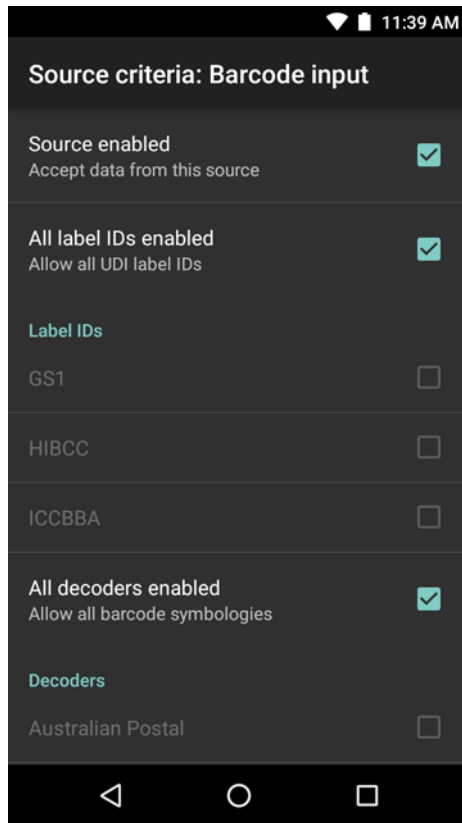 11:39 AM
Source criteria: Barcode input
Source enabled
Accept data from this source
All label IDs enabled
Allow all UDI label IDs
Label IDs
GS1
HIBCC
ICCBBA
All decoders enabled
Allow all barcode symbologies
Decoders
Australian Postal